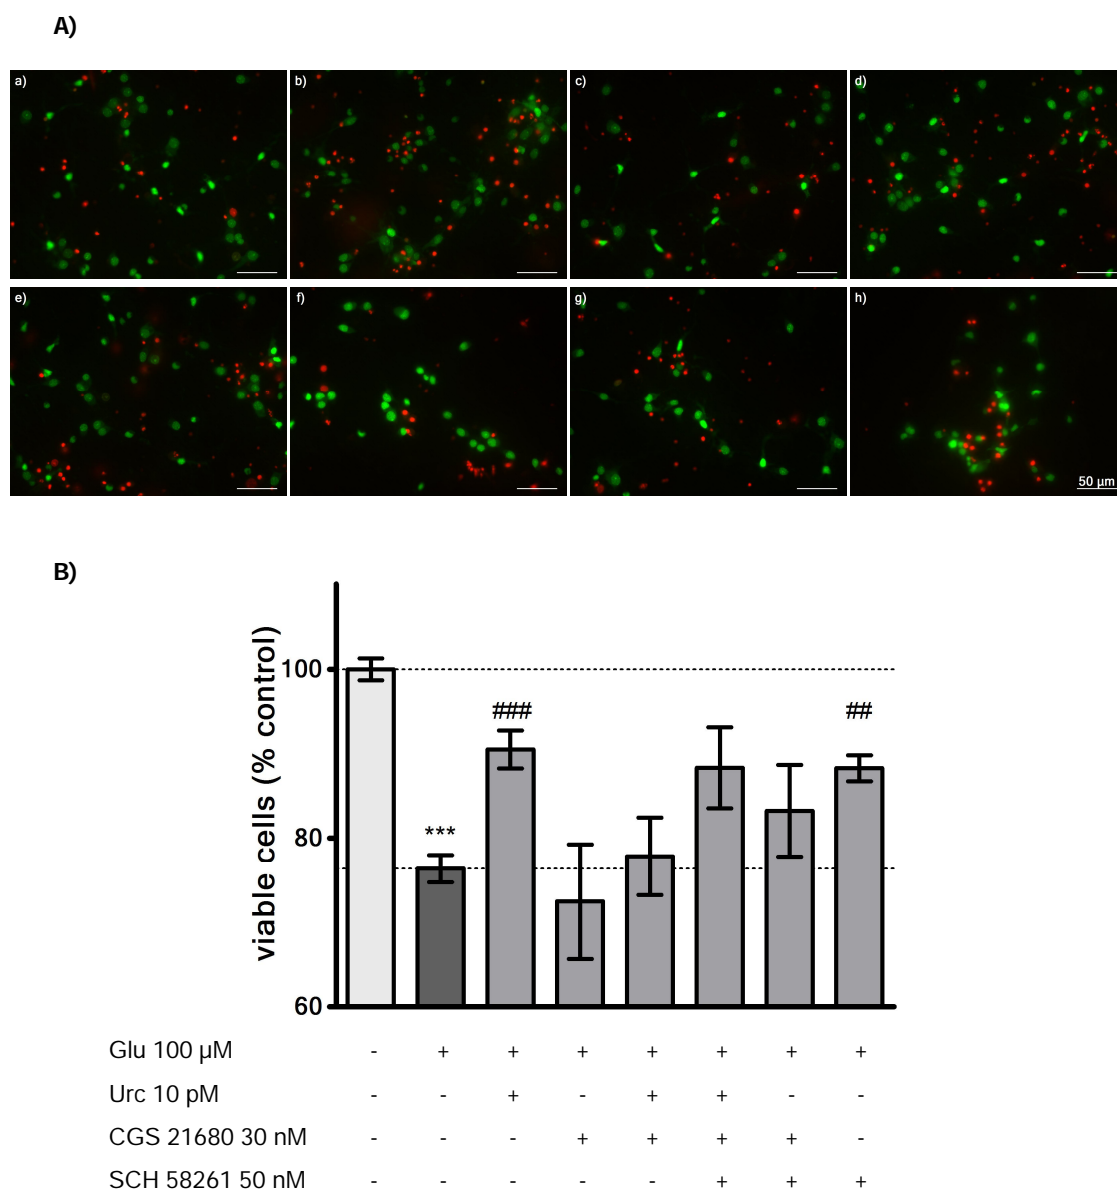 A)
a) b) c) d)
e) f) g) h)
50 µm
B)
viable cells (% control)
100
80
60
***
###
##
Glu 100 µM - + + + + + + +
Urc 10 pM - - + - + + - -
CGS 21680 30 nM - - - + + + + -
SCH 58261 50 nM - - - - - + + +